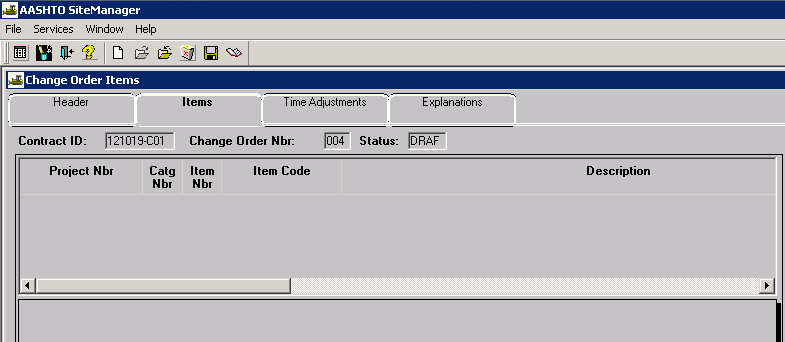 AASHTO SiteManager
File Services Window Help
Change Order Items
Header Items Time Adjustments Explanations
Contract ID: 121019-C01 Change Order Nbr: 004 Status: DRAF
Project Nbr Catg Item Item Code Description
Nbr Nbr